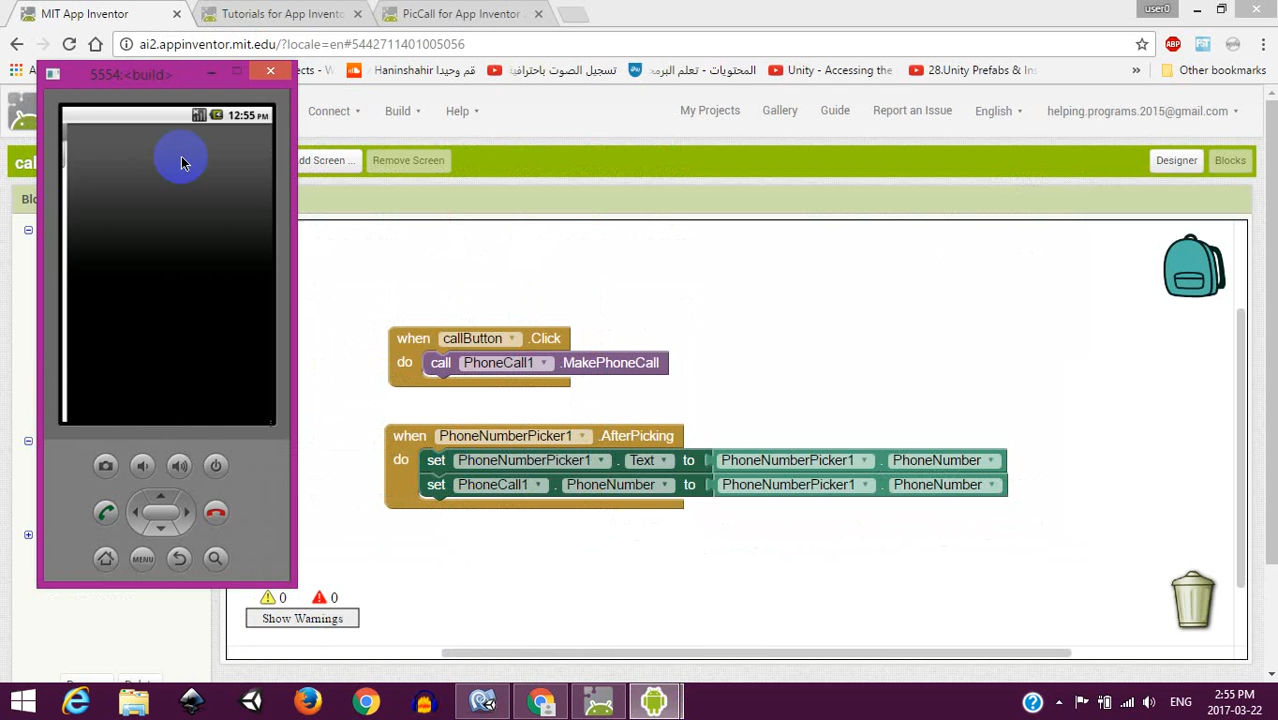 MIT App Inventor
Tutorials for App Invento
PicCall for App Inventor
user0
ai2.appinventor.mit.edu/?locale=en#5442711401005056
ABP
Haninshahir - قم وحيدا
تسجيل الصوت باحترافية
المحتويات - تعلم البرمجة
Unity - Accessing the
28.Unity Prefabs & Ins
Other bookmarks
5554:<build>
12:55 PM
Connect
Build
Help
My Projects
Gallery
Guide
Report an Issue
English
helping.programs.2015@gmail.com
cal
dd Screen ...
Remove Screen
Designer
Blocks
Blo
when callButton .Click
do call PhoneCall1 .MakePhoneCall
when PhoneNumberPicker1 .AfterPicking
do set PhoneNumberPicker1 . Text to PhoneNumberPicker1 . PhoneNumber
set PhoneCall1 . PhoneNumber to PhoneNumberPicker1 . PhoneNumber
MENU
0 0
Show Warnings
ENG
2:55 PM
2017-03-22